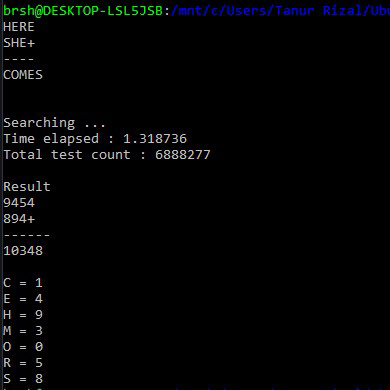 brsh@DESKTOP-LSL5JSB:/mnt/c/Users/Tanur Rizal/Ubu
HERE
SHE+
----
COMES
Searching ...
Time elapsed : 1.318736
Total test count : 6888277
Result
9454
894+
------
10348
C = 1
E = 4
H = 9
M = 3
O = 0
R = 5
S = 8